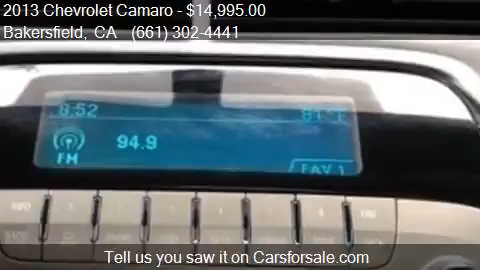 2013 Chevrolet Camaro - $14,995.00
Bakersfield, CA (661) 302-4441
8:52 81°F
94.9
FM
FAV 1
Tell us you saw it on Carsforsale.com